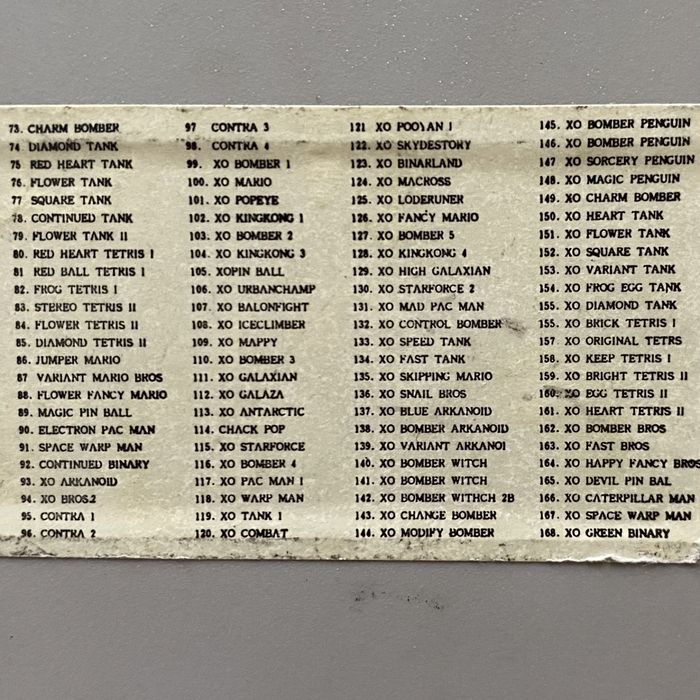 73. CHARM BOMBER
74 DIAMOND TANK
75 RED HEART TANK
76. FLOWER TANK
77 SQUARE TANK
78. CONTINUED TANK
79. FLOWER TANK II
80. RED HEART TETRIS I
81 RED BALL TETRIS I
82. FROG TETRIS I
83. STEREO TETRIS II
84. FLOWER TETRIS II
85. DIAMOND TETRIS II
86. JUMPER MARIO
87 VARIANT MARIO BROS
88. FLOWER FANCY MARIO
89. MAGIC PIN BALL
90. ELECTRON PAC MAN
91. SPACE WARP MAN
92. CONTINUED BINARY
93. XO ARKANOID
94. XO BROS.2
95. CONTRA 1
96. CONTRA 2
97 CONTRA 3
98. CONTRA 4
99. XO BOMBER 1
100. XO MARIO
101. XO POPEYE
102. XO KINGKONG 1
103. XO BOMBER 2
104. XO KINGKONG 3
105. XOPIN BALL
106. XO URBANCHAMP
107. XO BALONFIGHT
108. XO ICECLIMBER
109. XO MAPPY
110. XO BOMBER 3
111. XO GALAXIAN
112. XO GALAZA
113. XO ANTARCTIC
114. CHACK POP
115. XO STARFORCE
116. XO BOMBER 4
117. XO PAC MAN I
118. XO WARP MAN
119. XO TANK 1
120. XO COMBAT
121 XO POOYAN I
122. XO SKYDESTORY
123. XO BINARLAND
124. XO MACROSS
125. XO LODERUNER
126. XO FANCY MARIO
127. XO BOMBER 5
128. XO KINGKONG 4
129. XO HIGH GALAXIAN
130. XO STARFORCE 2
131. XO MAD PAC MAN
132. XO CONTROL BOMBER
133. XO SPEED TANK
134. XO FAST TANK
135. XO SKIPPING MARIO
136. XO SNAIL BROS
137. XO BLUE ARKANOID
138. XO BOMBER ARKANOID
139. XO VARIANT ARKANOI
140. XO BOMBER WITCH
141. XO BOMBER WITCH
142. XO BOMBER WITHCH 2B
143. XO CHANGE BOMBER
144. XO MODIFY BOMBER
145. XO BOMBER PENGUIN
146. XO BOMBER PENGUIN
147 XO SORCERY PENGUIN
148. XO MAGIC PENGUIN
149. XO CHARM BOMBER
150. XO HEART TANK
151. XO FLOWER TANK
152. XO SQUARE TANK
153. XO VARIANT TANK
154. XO FROG EGG TANK
155. XO DIAMOND TANK
155. XO BRICK TETRIS I
157. XO ORIGINAL TETRS
158. XO KEEP TETRIS I
159. XO BRIGHT TETRIS II
160. XO EGG TETRIS II
161. XO HEART TETRIS II
162. XO BOMBER BROS
163. XO FAST BROS
164. XO HAPPY FANCY BROS
165. XO DEVIL PIN BAL
166. XO CATERPILLAR MAN
167. XO SPACE WARP MAN
168. XO GREEN BINARY